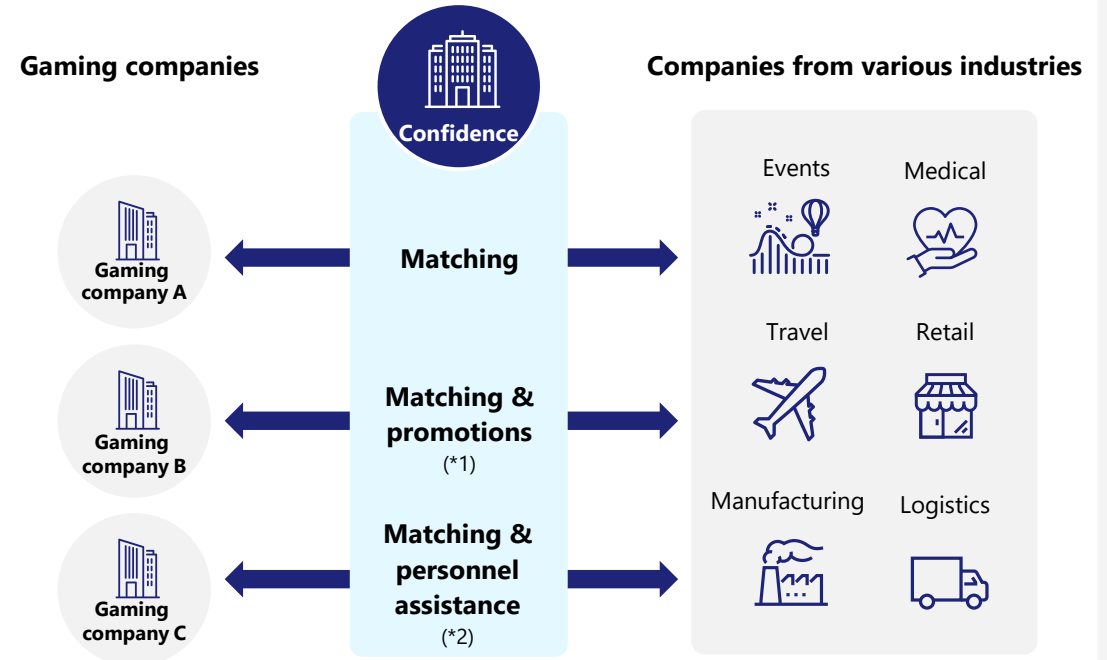 Gaming companies
Confidence
Companies from various industries
Gaming
company A
Matching
Events
Medical
Gaming
company B
Matching &
promotions
(*1)
Travel
Retail
Gaming
company C
Matching &
personnel
assistance
(*2)
Manufacturing
Logistics